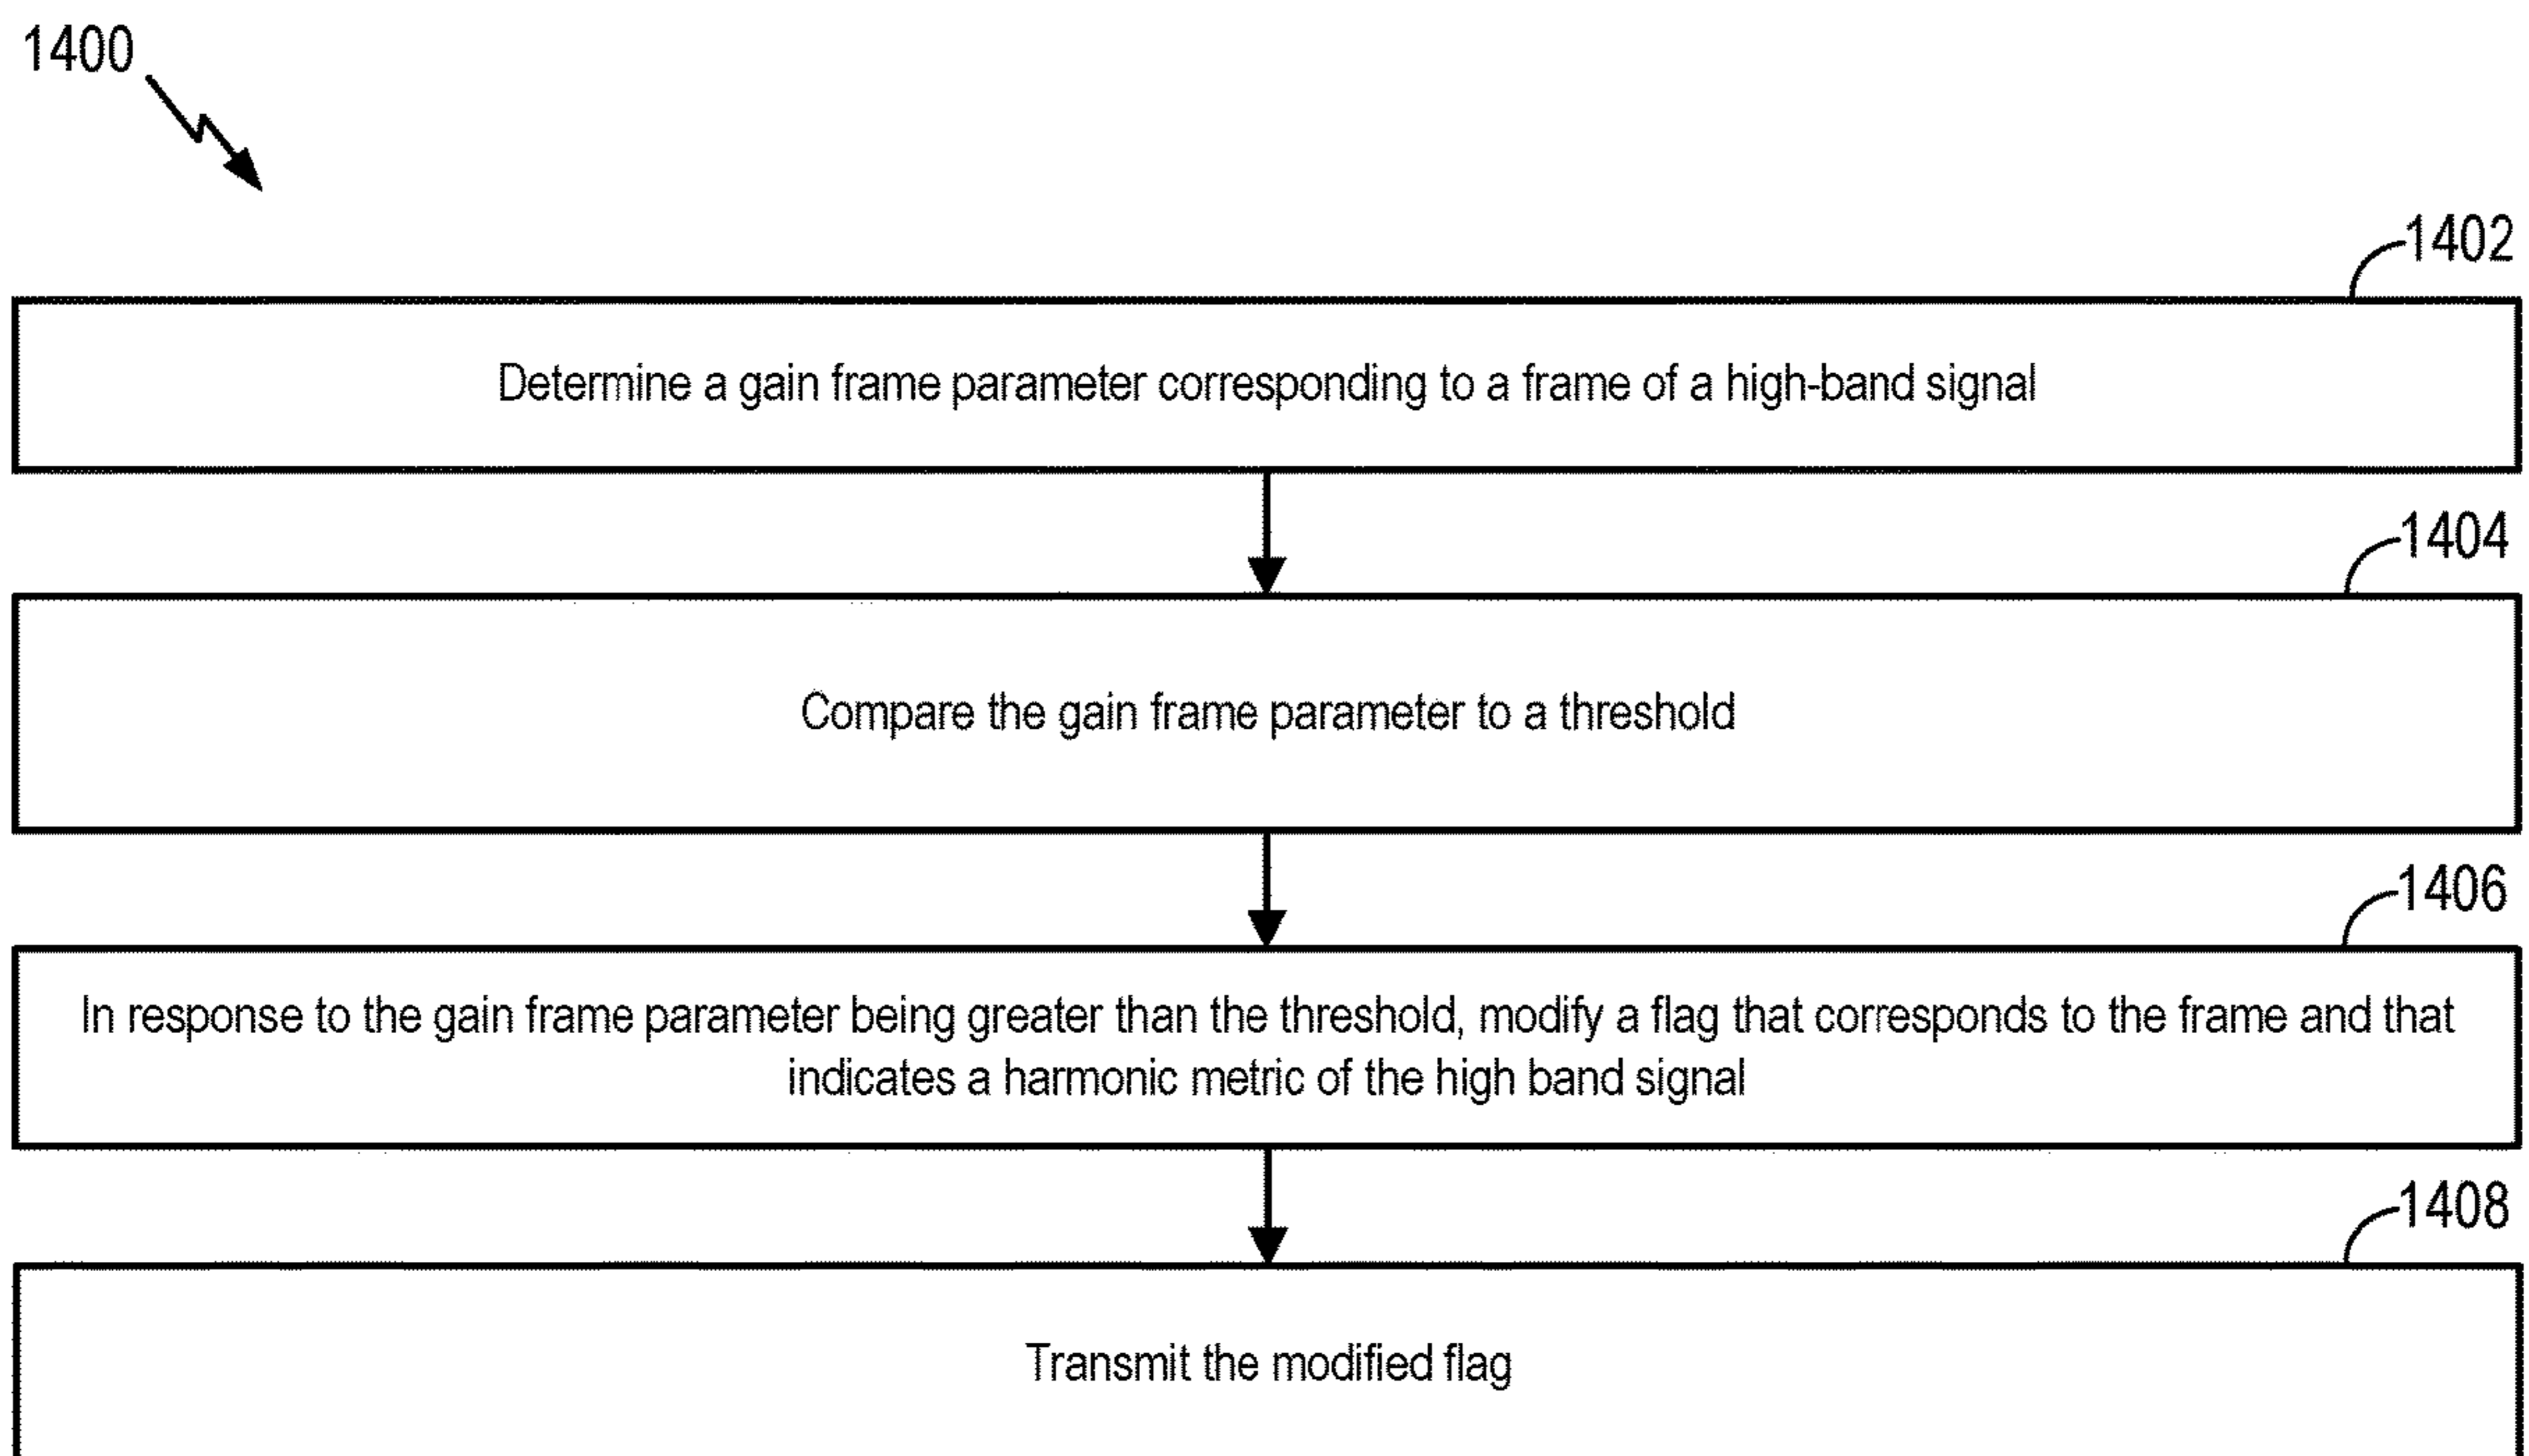 1400
1402
Determine a gain frame parameter corresponding to a frame of a high-band signal
1404
Compare the gain frame parameter to a threshold
1406
In response to the gain frame parameter being greater than the threshold, modify a flag that corresponds to the frame and that
indicates a harmonic metric of the high band signal
1408
Transmit the modified flag